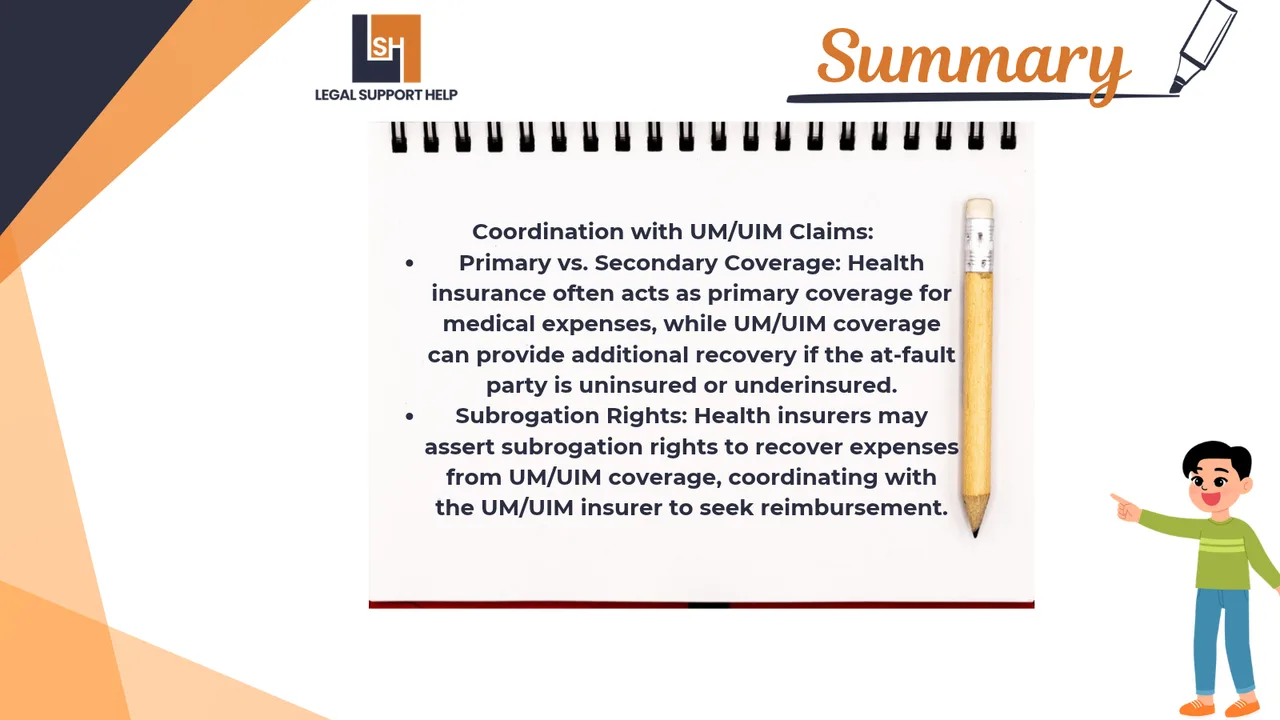 LSH
LEGAL SUPPORT HELP
Summary
Coordination with UM/UIM Claims:
• Primary vs. Secondary Coverage: Health
insurance often acts as primary coverage for
medical expenses, while UM/UIM coverage
can provide additional recovery if the at-fault
party is uninsured or underinsured.
• Subrogation Rights: Health insurers may
assert subrogation rights to recover expenses
from UM/UIM coverage, coordinating with
the UM/UIM insurer to seek reimbursement.